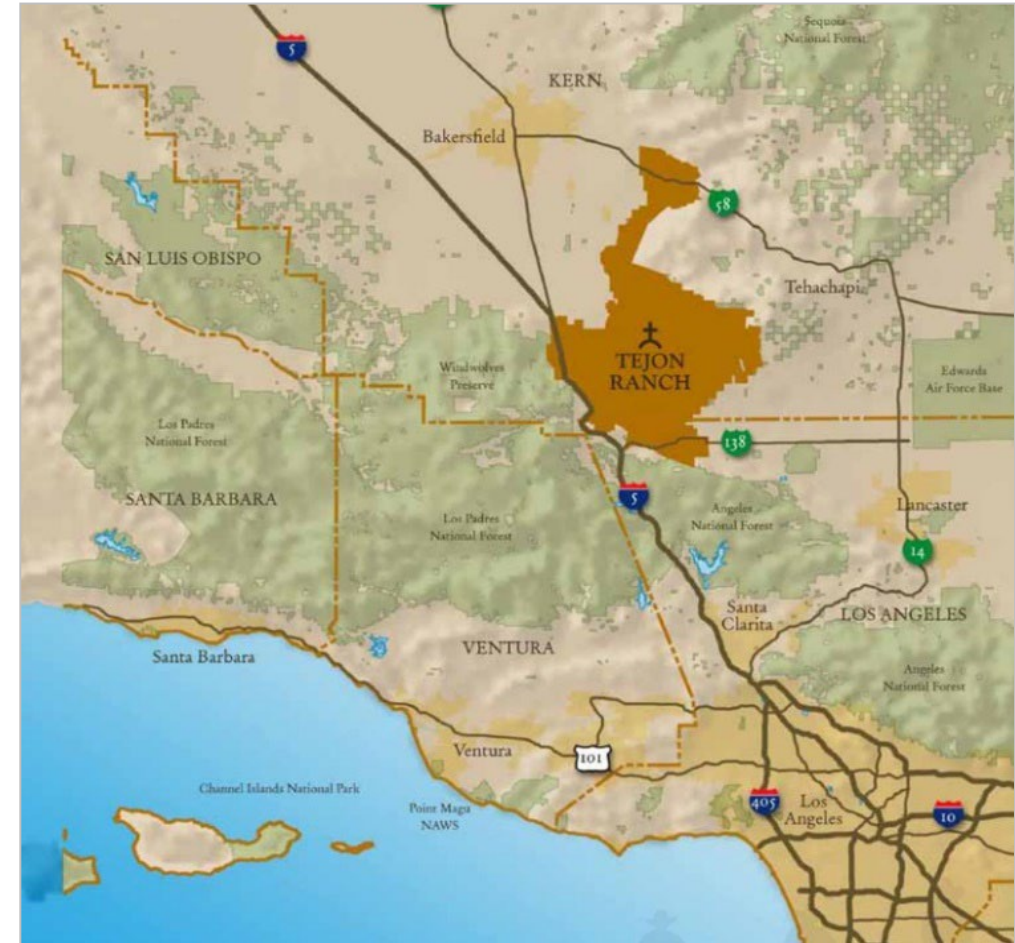 Sequoia
National Forest
5
KERN
Bakersfield
58
SAN LUIS OBISPO
Tehachapi
TEJON
RANCH
Windwolves
Preserve
Edwards
Air Force Base
Los Padres
National Forest
138
SANTA BARBARA
5
Lancaster
Angeles
National Forest
Los Padres
National Forest
14
Santa
Clarita
LOS ANGELES
VENTURA
Santa Barbara
Angeles
National Forest
Ventura
101
Channel Islands National Park
Point Magu
NAWS
405
Los
Angeles
10